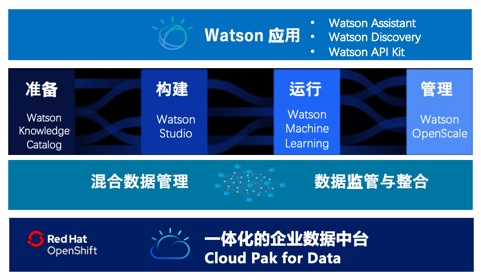 Watson 应用
• Watson Assistant
• Watson Discovery
• Watson API Kit
准备
Watson
Knowledge
Catalog
构建
Watson
Studio
运行
Watson
Machine
Learning
管理
Watson
OpenScale
混合数据管理
数据监管与整合
Red Hat
OpenShift
一体化的企业数据中台
Cloud Pak for Data